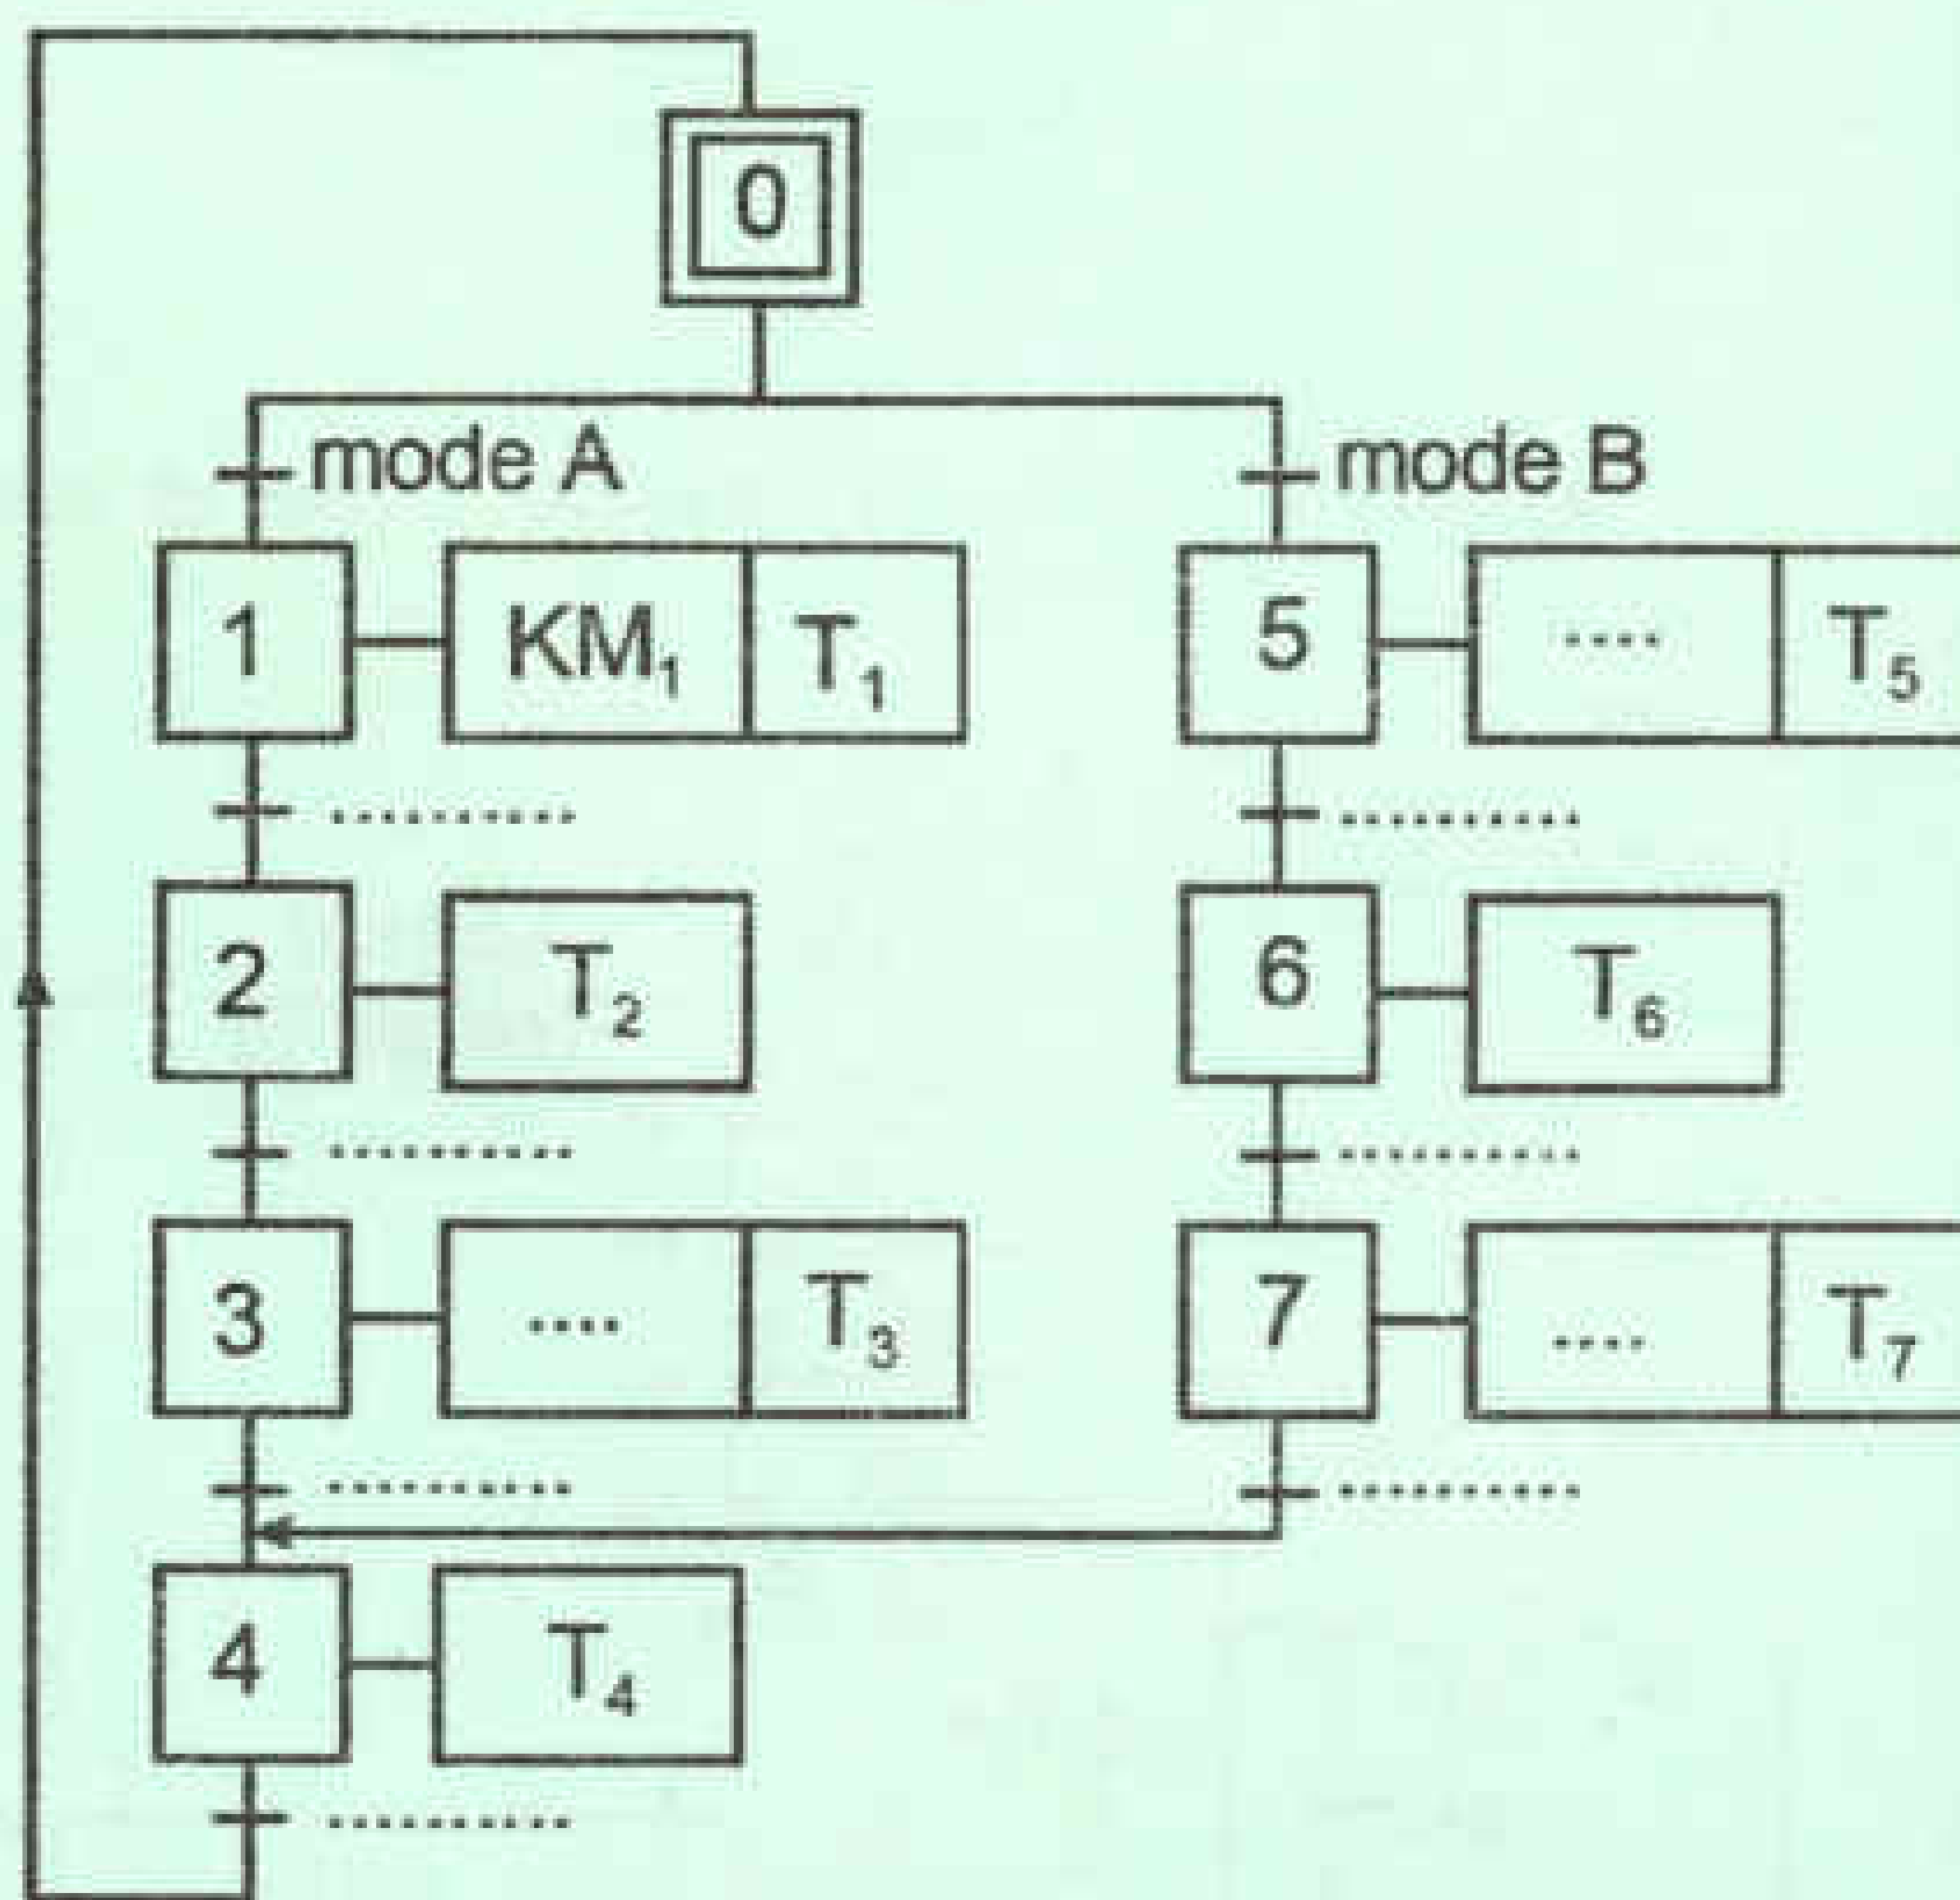 0
mode A mode B
1 KM₁ T₁ 5 .... T₅
.......... ..........
2 T₂ 6 T₆
.......... ..........
3 .... T₃ 7 .... T₇
.......... ..........
4 T₄
..........